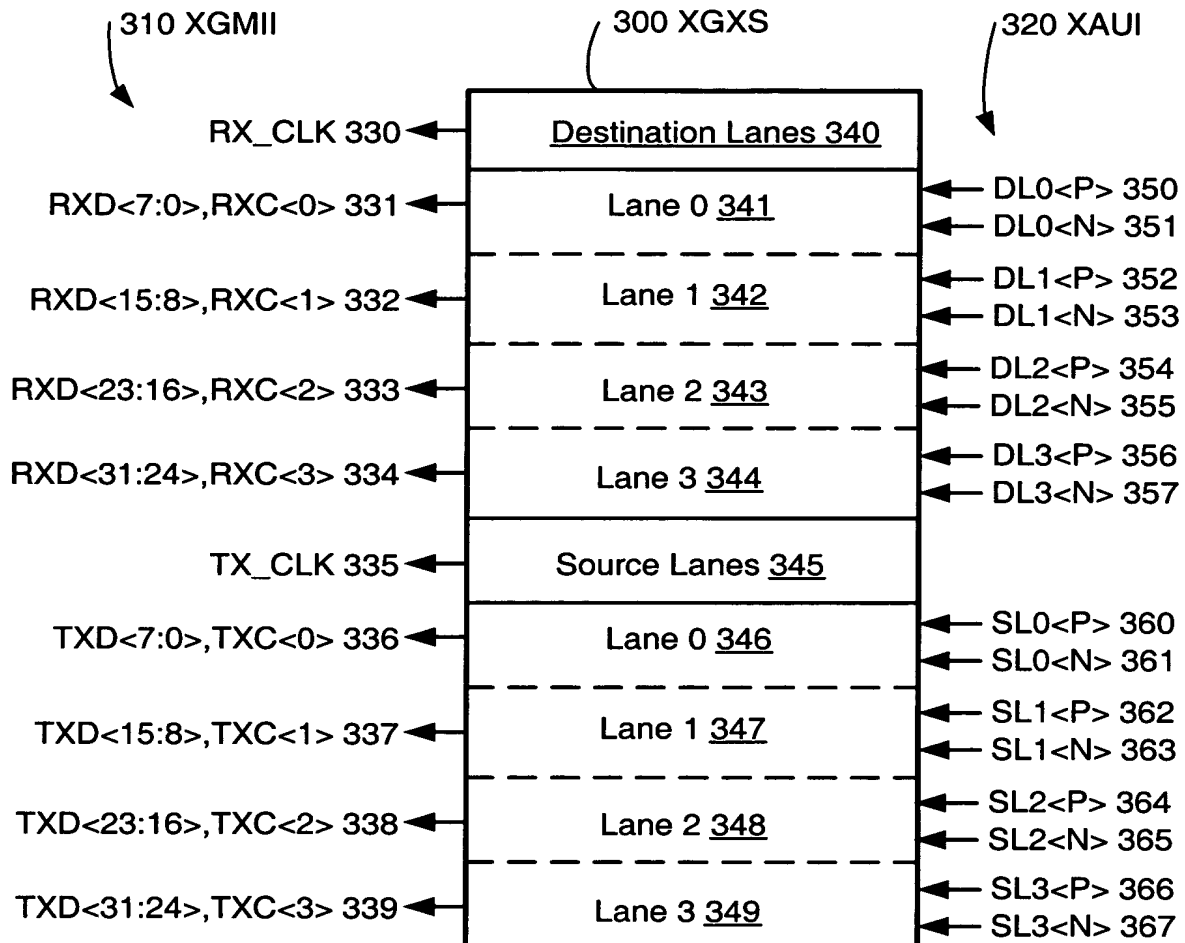 310 XGMII
300 XGXS
320 XAUI
RX_CLK 330
Destination Lanes 340
RXD<7:0>,RXC<0> 331
Lane 0 341
DL0<P> 350
DL0<N> 351
RXD<15:8>,RXC<1> 332
Lane 1 342
DL1<P> 352
DL1<N> 353
RXD<23:16>,RXC<2> 333
Lane 2 343
DL2<P> 354
DL2<N> 355
RXD<31:24>,RXC<3> 334
Lane 3 344
DL3<P> 356
DL3<N> 357
TX_CLK 335
Source Lanes 345
TXD<7:0>,TXC<0> 336
Lane 0 346
SL0<P> 360
SL0<N> 361
TXD<15:8>,TXC<1> 337
Lane 1 347
SL1<P> 362
SL1<N> 363
TXD<23:16>,TXC<2> 338
Lane 2 348
SL2<P> 364
SL2<N> 365
TXD<31:24>,TXC<3> 339
Lane 3 349
SL3<P> 366
SL3<N> 367